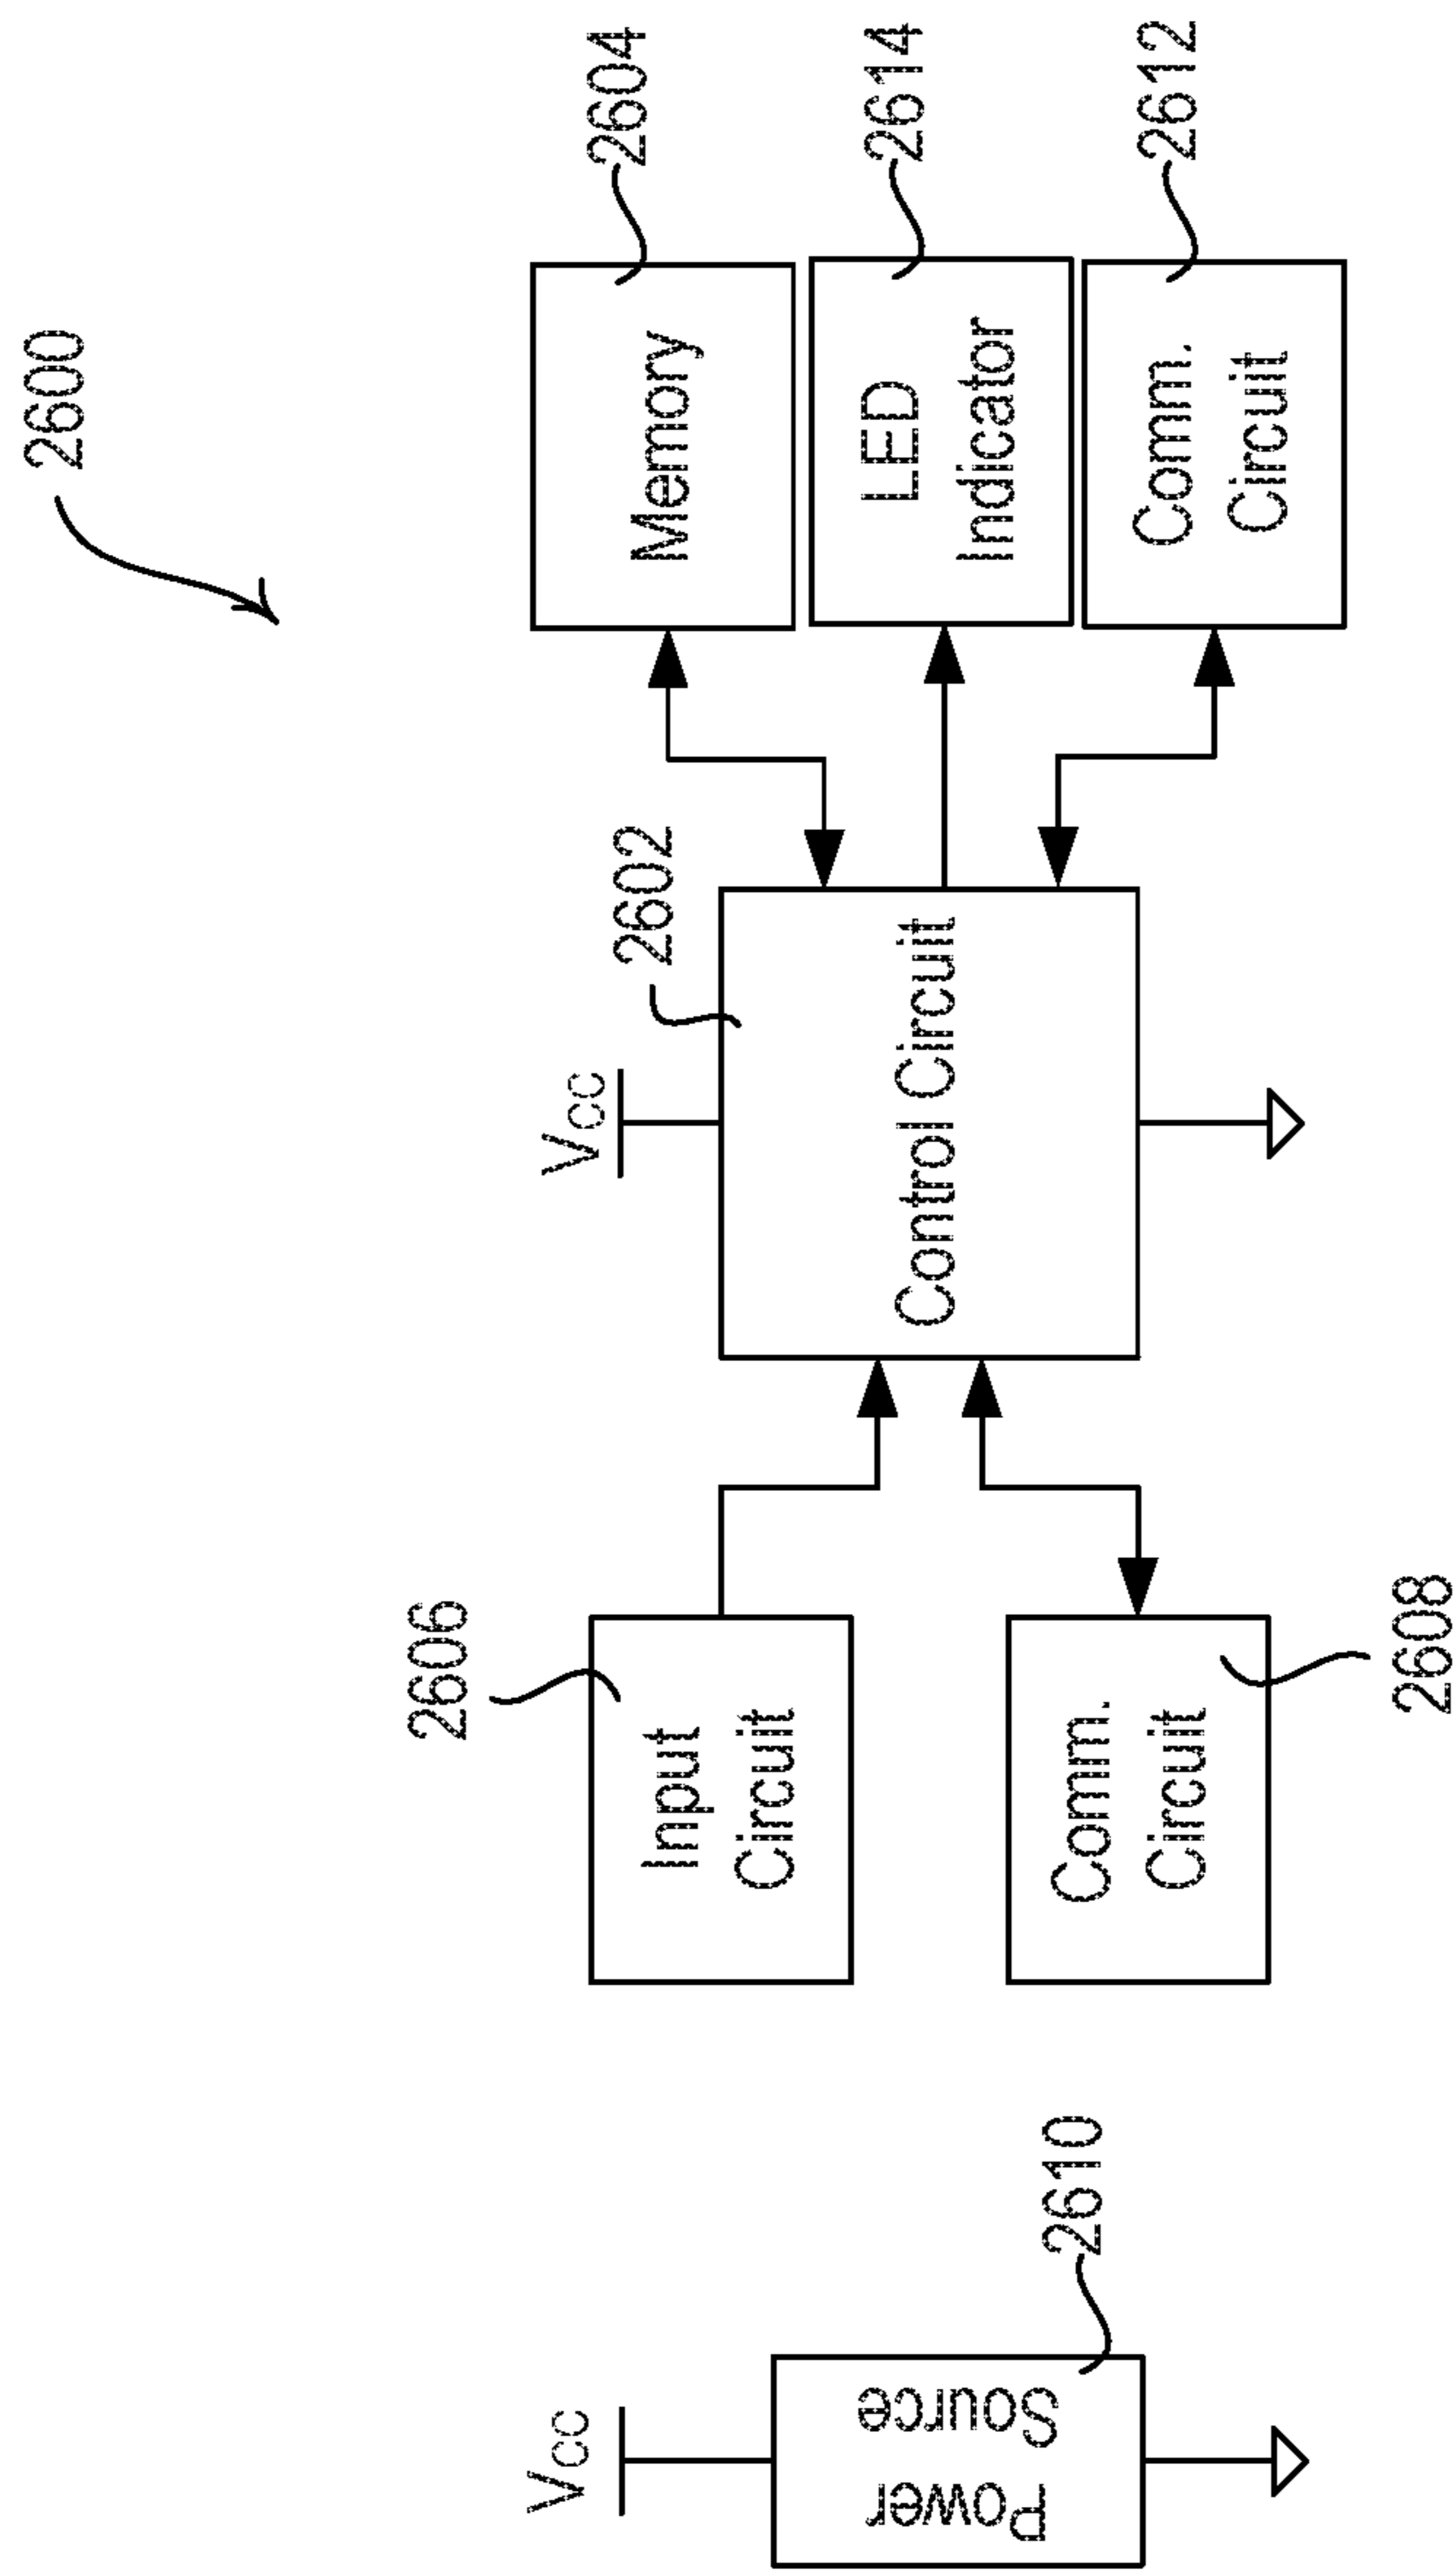 2600
2604
Memory
2614
LED
Indicator
2612
Comm.
Circuit
2602
VCC
Control Circuit
2606
Input
Circuit
2608
Comm.
Circuit
2610
VCC
Power
Source